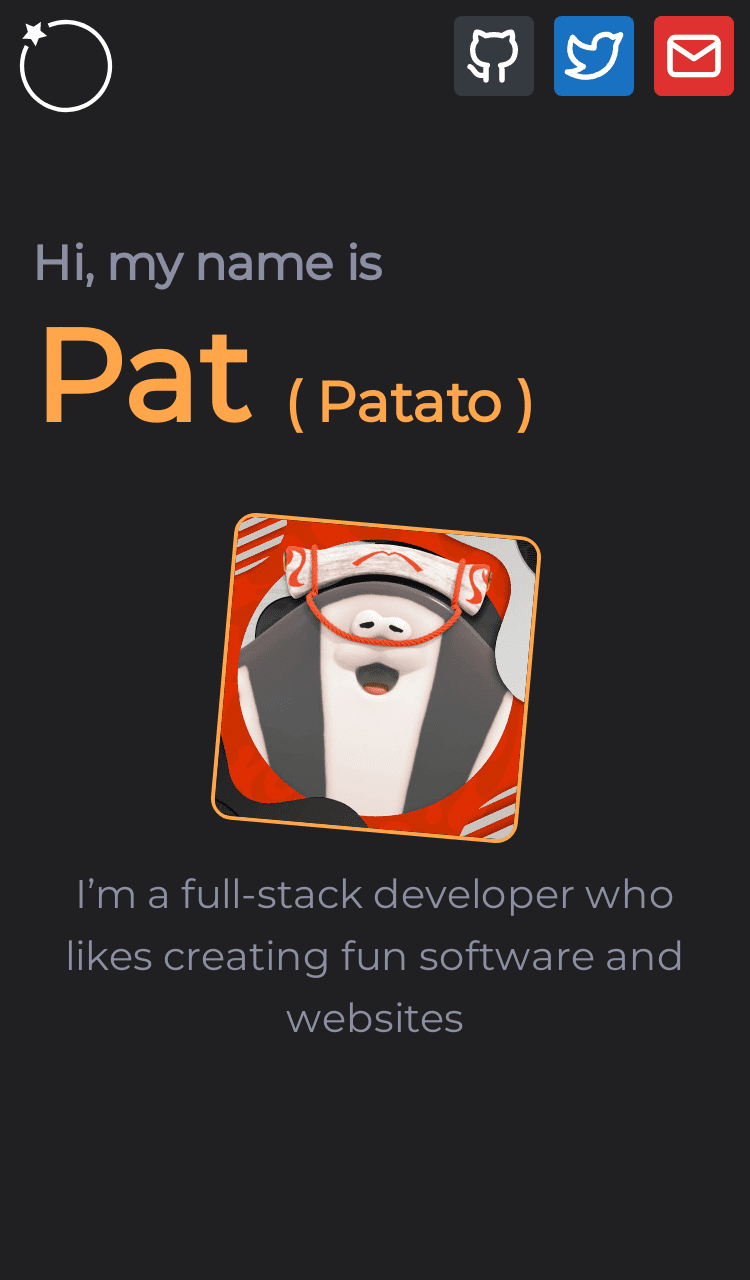 Hi, my name is
Pat ( Patato )
I’m a full-stack developer who
likes creating fun software and
websites